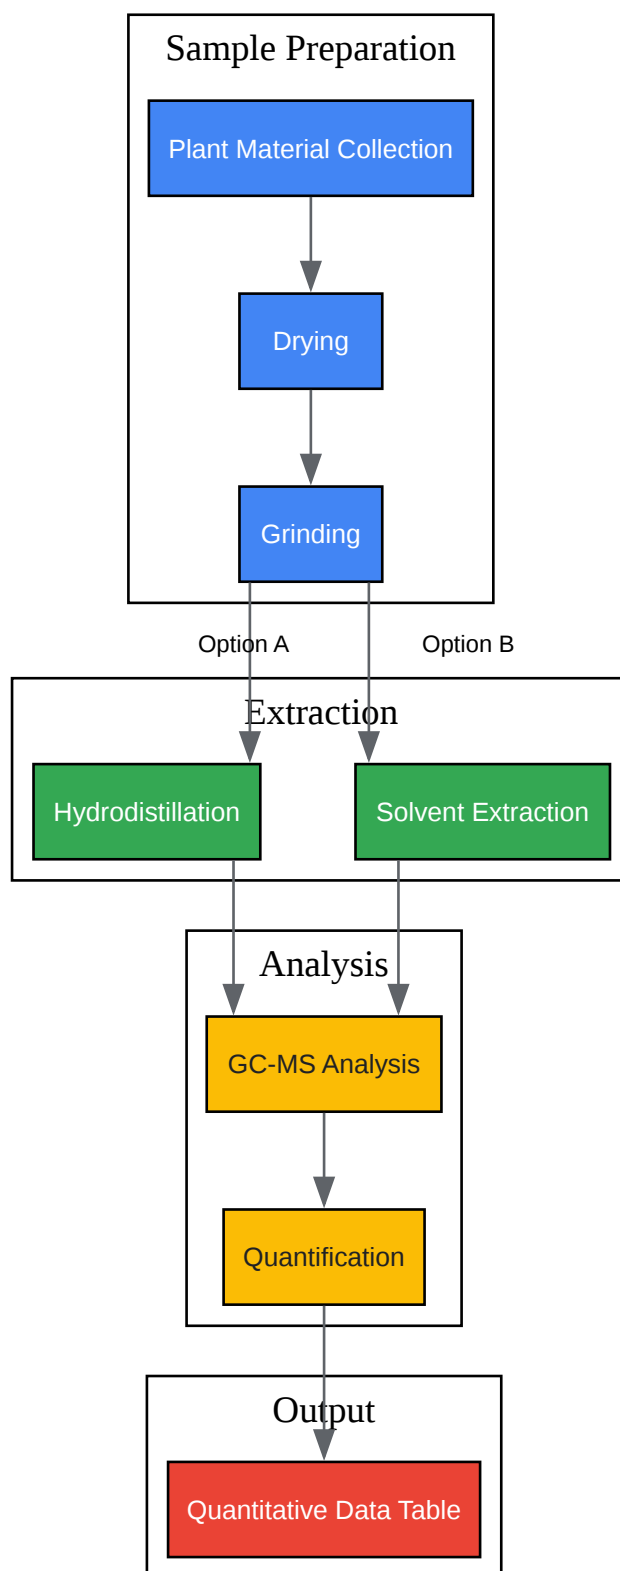 Sample Preparation
Plant Material Collection
Drying
Grinding
Option A
Option B
Extraction
Hydrodistillation
Solvent Extraction
Analysis
GC-MS Analysis
Quantification
Output
Quantitative Data Table